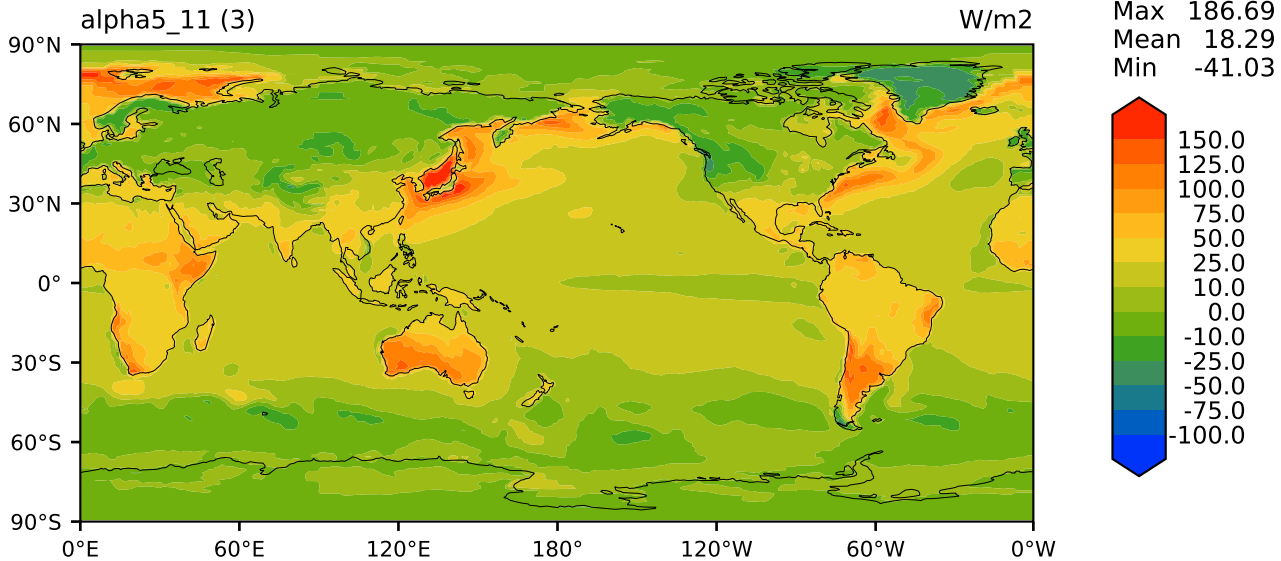 alpha5_11 (3)
W/m2
Max 186.69
Mean 18.29
Min -41.03
90°N
60°N
30°N
0°
30°S
60°S
90°S
0°E
60°E
120°E
180°
120°W
60°W
0°W
150.0
125.0
100.0
75.0
50.0
25.0
10.0
0.0
-10.0
-25.0
-50.0
-75.0
-100.0